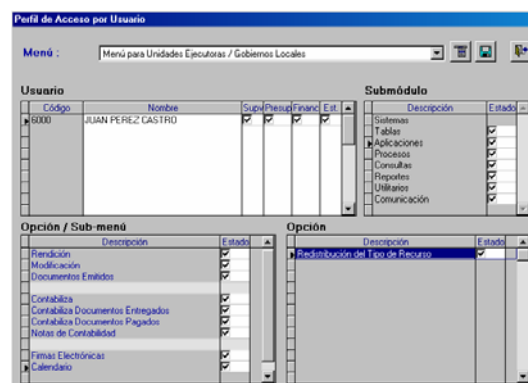 Perfil de Acceso por Usuario
Menú : Menú para Unidades Ejecutoras / Gobiernos Locales
Usuario
Código Nombre Supv Presup Financ Est.
6000 JUAN PEREZ CASTRO
Submódulo
Descripción Estado
Sistemas
Tablas
Aplicaciones
Procesos
Consultas
Reportes
Utilitarios
Comunicación
Opción / Sub-menú
Descripción Estado
Rendición
Modificación
Documentos Emitidos
Contabiliza
Contabiliza Documentos Entregados
Contabiliza Documentos Pagados
Notas de Contabilidad
Firmas Electrónicas
Calendario
Opción
Descripción Estado
Redistribución del Tipo de Recurso